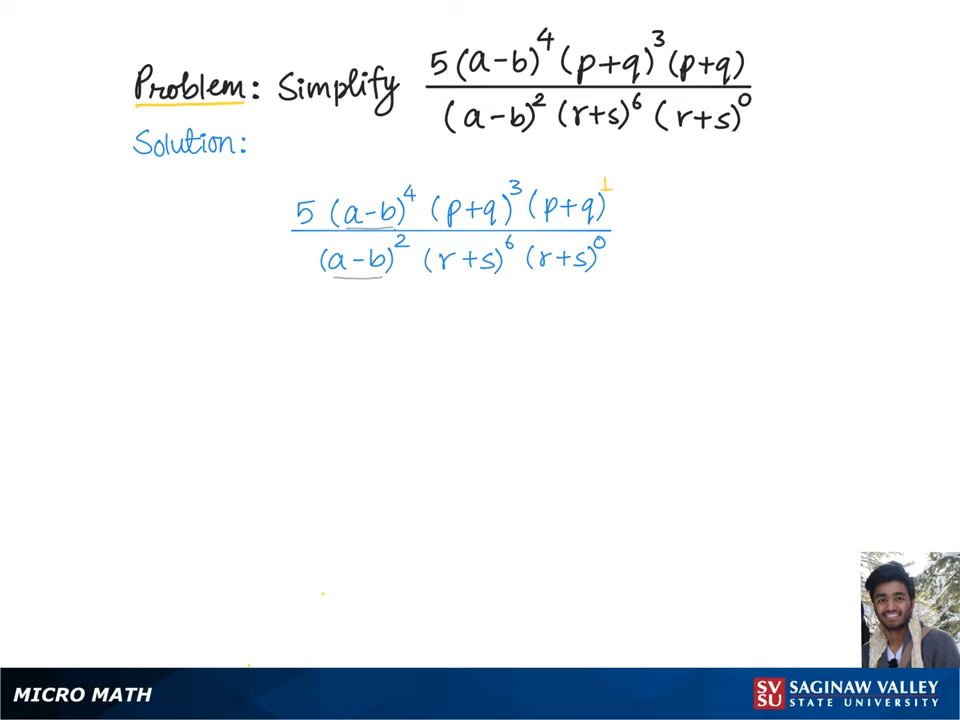 Problem: Simplify 5(a-b)⁴(p+q)³(p+q)
(a-b)²(r+s)⁶(r+s)⁰
Solution:
5(a-b)⁴(p+q)³(p+q)¹
(a-b)²(r+s)⁶(r+s)⁰
MICRO MATH
SV SU SAGINAW VALLEY
STATE UNIVERSITY